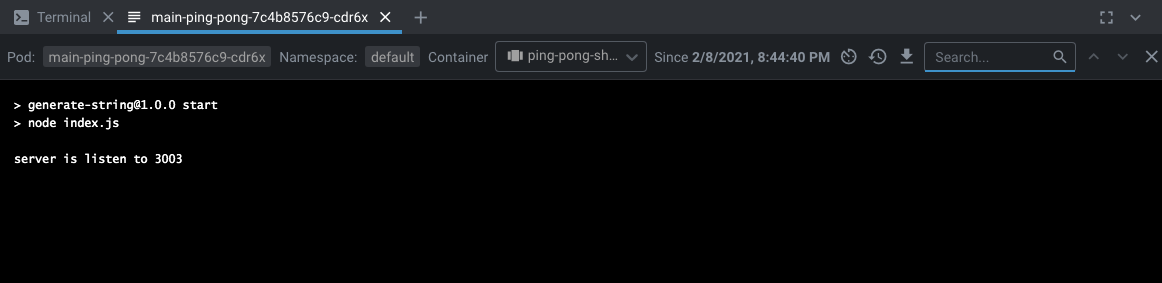 Terminal main-ping-pong-7c4b8576c9-cdr6x
Pod: main-ping-pong-7c4b8576c9-cdr6x Namespace: default Container ping-pong-sh... Since 2/8/2021, 8:44:40 PM Search...
> generate-string@1.0.0 start
> node index.js
server is listen to 3003